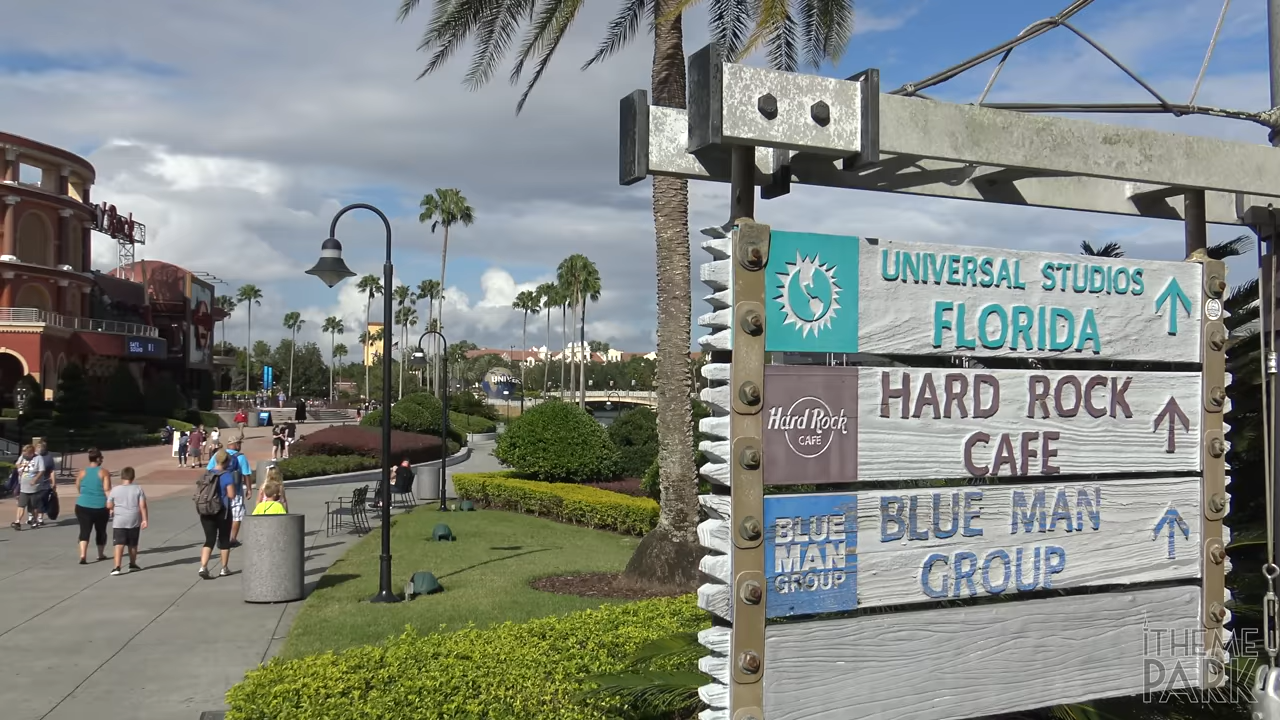 UNIVERSAL STUDIOS
FLORIDA
Hard Rock
CAFE
HARD ROCK
CAFE
BLUE
MAN
GROUP
BLUE MAN
GROUP
iTHEME
PARK